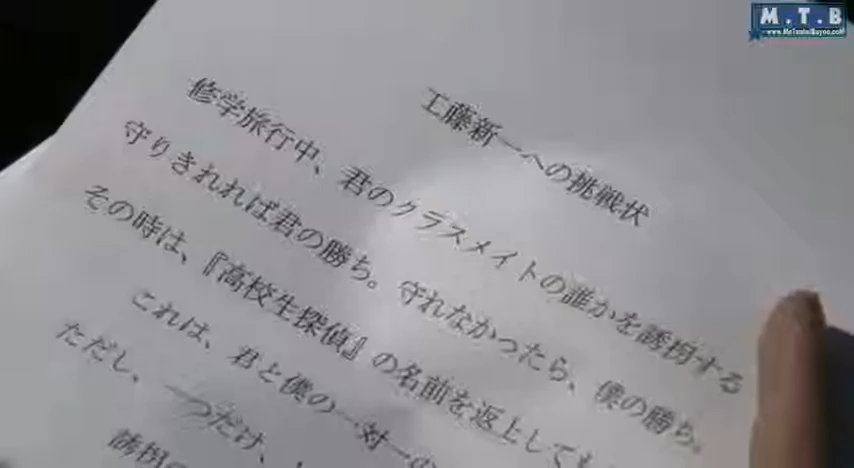 M.T.B
工藤新一への挑戦状
修学旅行中、君のクラスメイトの誰かを誘拐する
守りきれれば君の勝ち。守れなかったら、僕の勝ち。
その時は、『高校生探偵』の名前を返上しても
これは、君と僕の一対一の
ただし、一つだけ、
誘拐